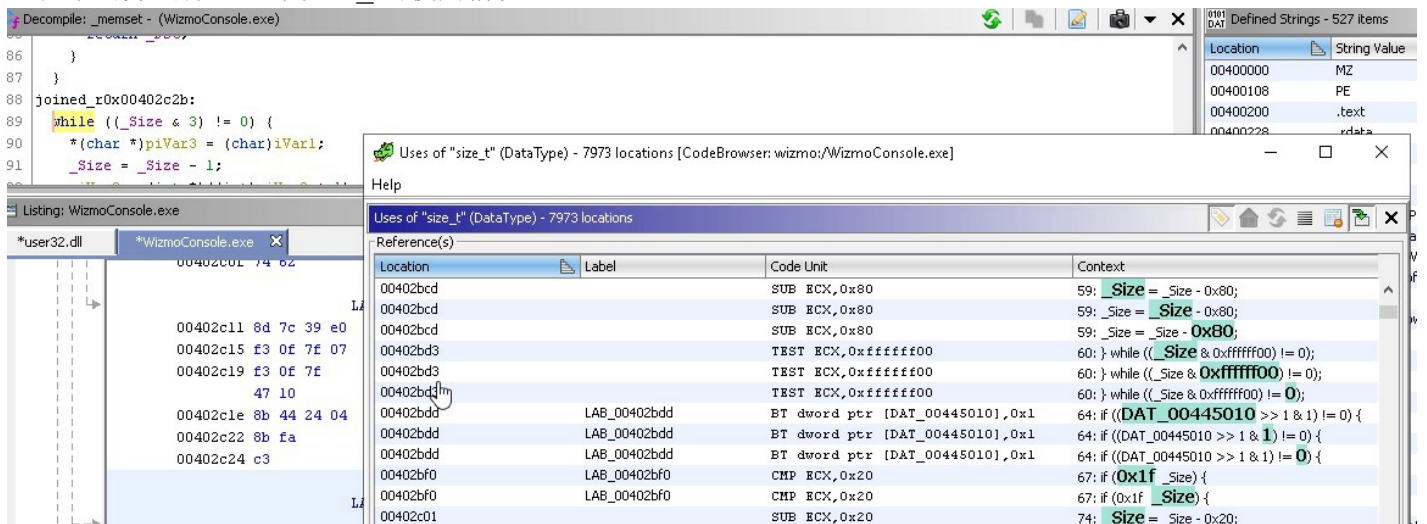 Decompile: _memset - (WizmoConsole.exe)
86 }
87 }
88 joined_r0x00402c2b:
89 while ((_Size & 3) != 0) {
90 *(char *)piVar3 = (char)iVar1;
91 _Size = _Size - 1;
Defined Strings - 527 items
Location String Value
00400000 MZ
00400108 PE
00400200 .text
00400228 .rdata
Listing: WizmoConsole.exe
*user32.dll *WizmoConsole.exe
00402c01 74 62
00402c11 8d 7c 39 e0
00402c15 f3 0f 7f 07
00402c19 f3 0f 7f
47 10
00402c1e 8b 44 24 04
00402c22 8b fa
00402c24 c3
Uses of "size_t" (DataType) - 7973 locations [CodeBrowser: wizmo:/WizmoConsole.exe]
Help
Uses of "size_t" (DataType) - 7973 locations
Reference(s)
Location Label Code Unit Context
00402bcd SUB ECX,0x80 59: _Size = _Size - 0x80;
00402bcd SUB ECX,0x80 59: _Size = _Size - 0x80;
00402bcd SUB ECX,0x80 59: _Size = _Size - 0x80;
00402bd3 TEST ECX,0xffffff00 60: } while ((_Size & 0xffffff00) != 0);
00402bd3 TEST ECX,0xffffff00 60: } while ((_Size & 0xffffff00) != 0);
00402bd3 TEST ECX,0xffffff00 60: } while ((_Size & 0xffffff00) != 0);
00402bdd LAB_00402bdd BT dword ptr [DAT_00445010],0x1 64: if ((DAT_00445010 >> 1 & 1) != 0) {
00402bdd LAB_00402bdd BT dword ptr [DAT_00445010],0x1 64: if ((DAT_00445010 >> 1 & 1) != 0) {
00402bdd LAB_00402bdd BT dword ptr [DAT_00445010],0x1 64: if ((DAT_00445010 >> 1 & 1) != 0) {
00402bf0 LAB_00402bf0 CMP ECX,0x20 67: if (0x1f _Size) {
00402bf0 LAB_00402bf0 CMP ECX,0x20 67: if (0x1f _Size) {
00402c01 SUB ECX,0x20 74: _Size = _Size - 0x20;